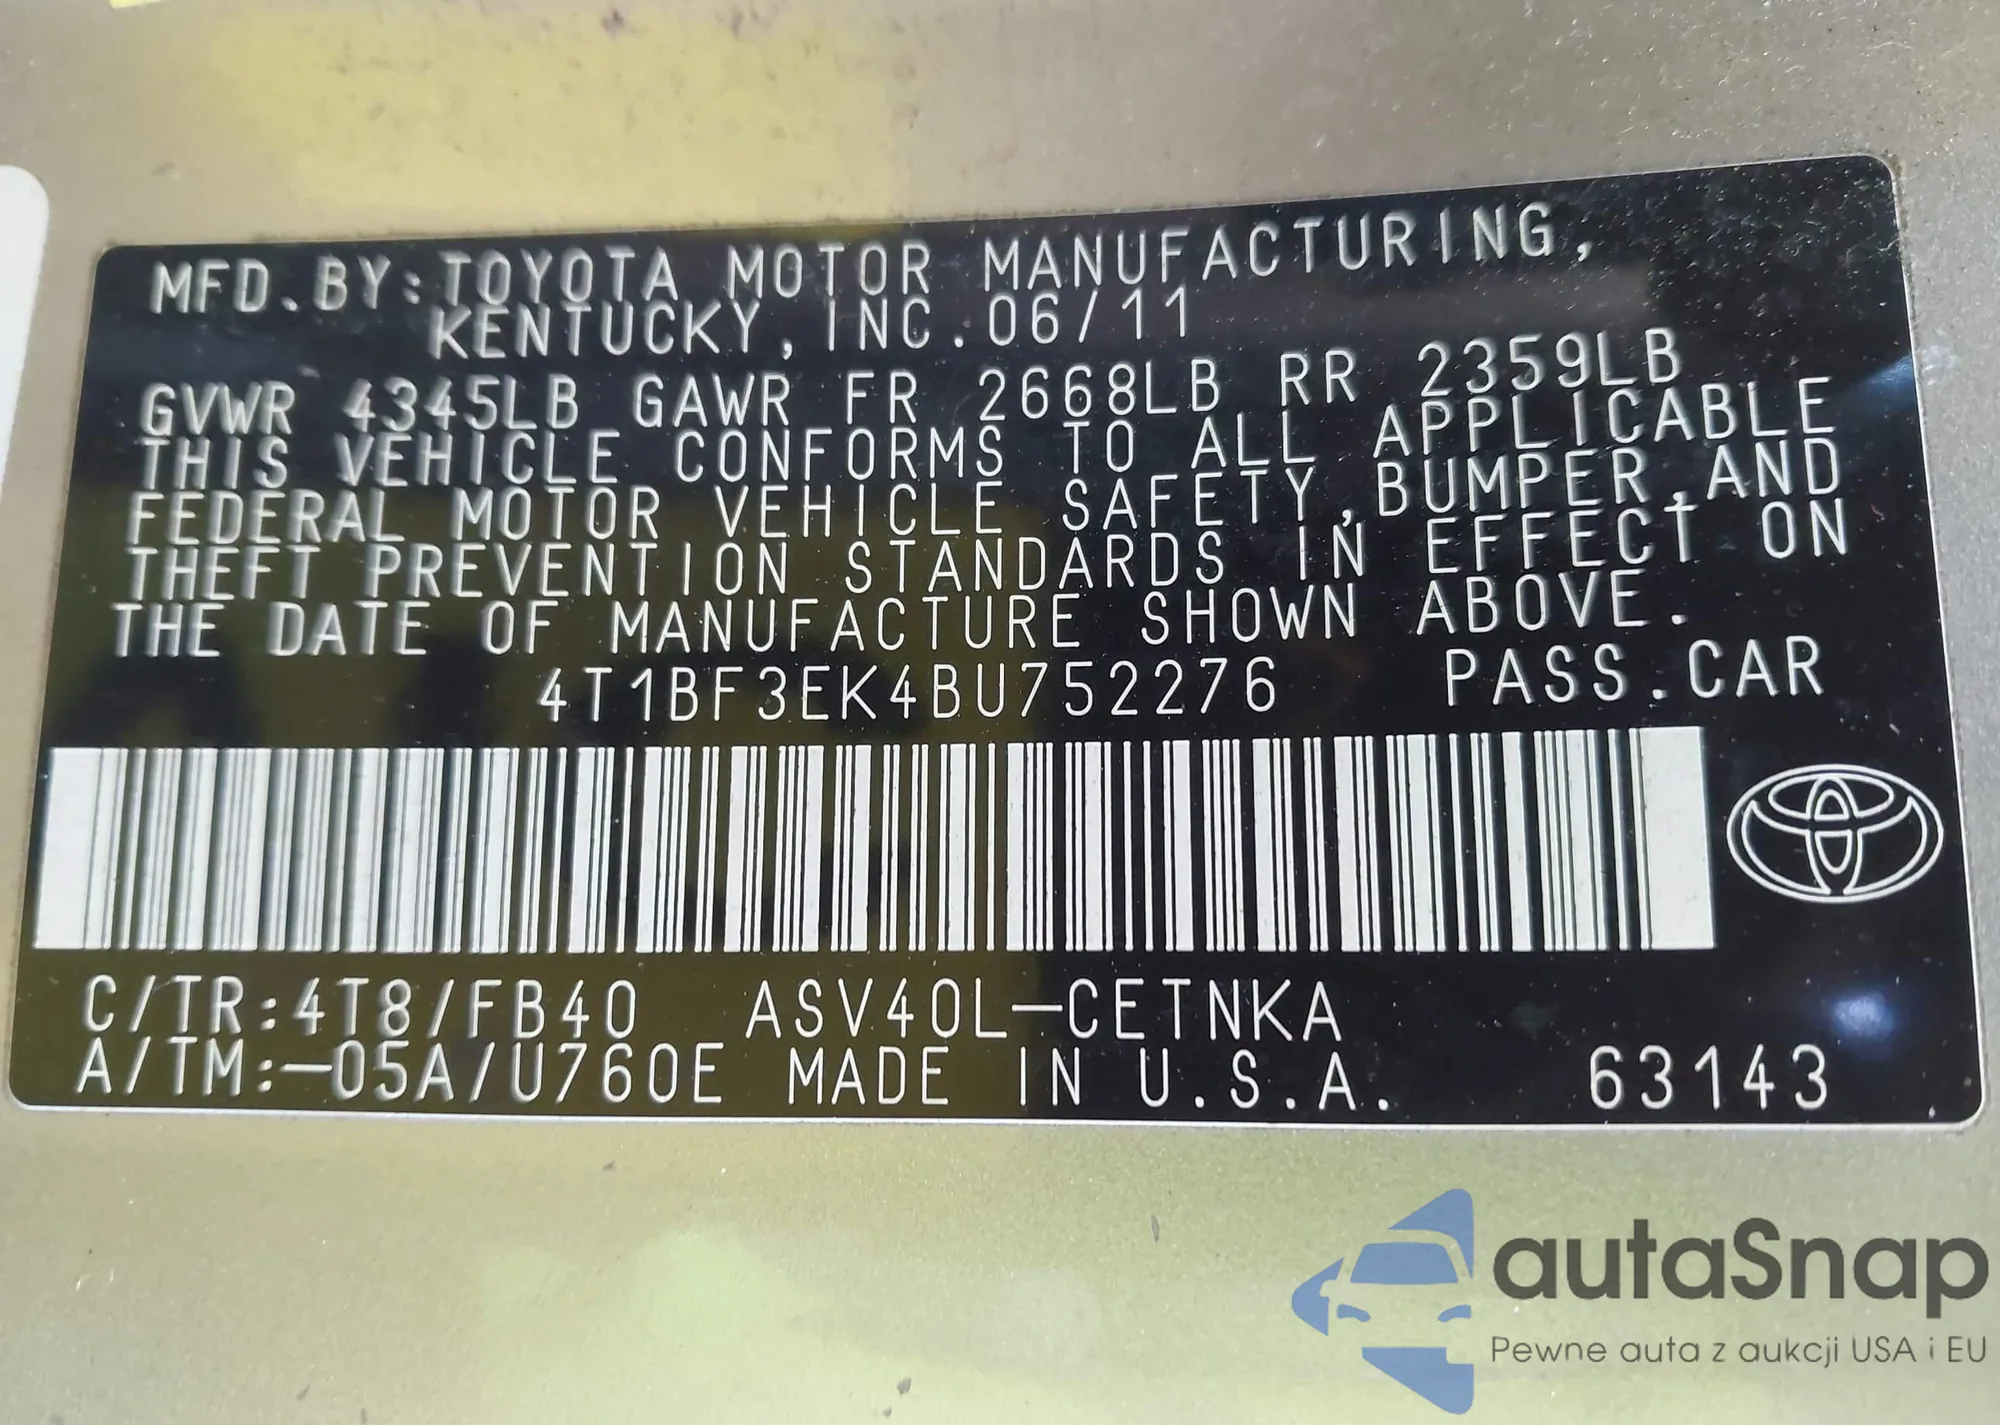 MFD.BY:TOYOTA MOTOR MANUFACTURING,
KENTUCKY, INC.06/11
GVWR 4345LB GAWR FR 2668LB RR 2359LB
THIS VEHICLE CONFORMS TO ALL APPLICABLE
FEDERAL MOTOR VEHICLE SAFETY,BUMPER,AND
THEFT PREVENTION STANDARDS IN EFFECT ON
THE DATE OF MANUFACTURE SHOWN ABOVE.
4T1BF3EK4BU752276 PASS.CAR
C/TR:4T8/FB40 ASV40L-CETNKA
A/TM:-05A/U760E MADE IN U.S.A. 63143
autaSnap
Pewne auta z aukcji USA i EU